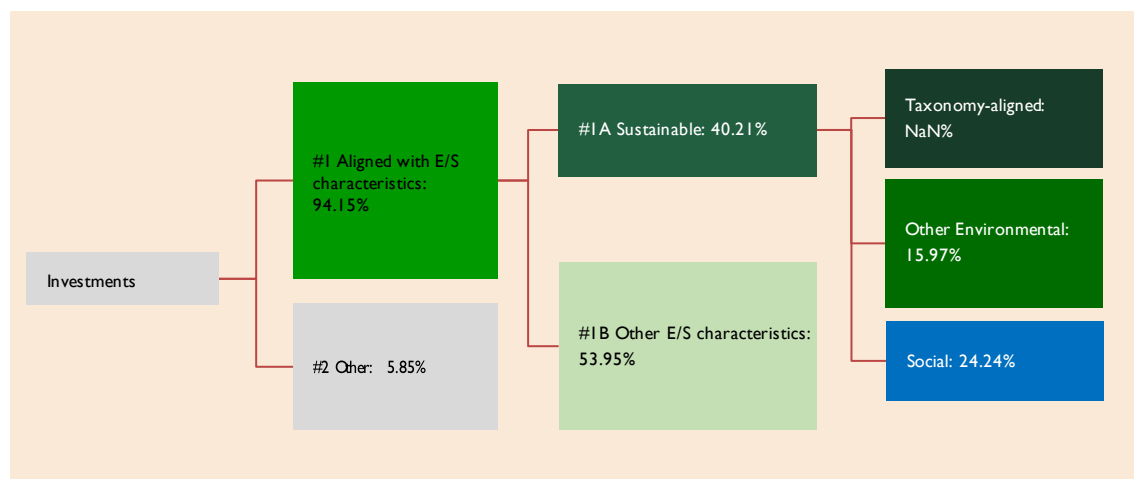 Investments
#1 Aligned with E/S
characteristics:
94.15%
#2 Other: 5.85%
#1A Sustainable: 40.21%
#1B Other E/S characteristics:
53.95%
Taxonomy-aligned:
NaN%
Other Environmental:
15.97%
Social: 24.24%